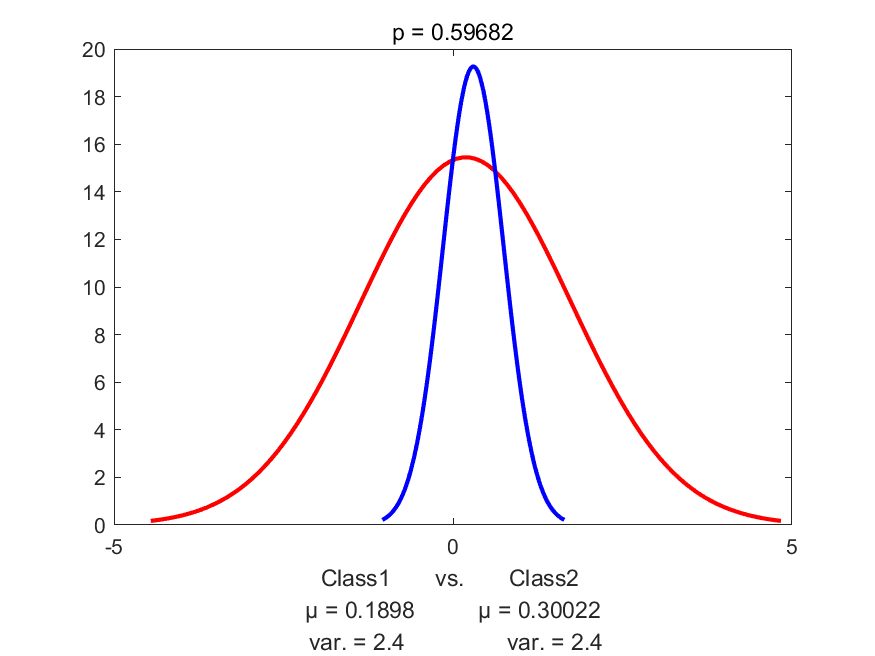 p = 0.59682
20
18
16
14
12
10
8
6
4
2
0
-5 0 5
Class1 vs. Class2
μ = 0.1898 μ = 0.30022
var. = 2.4 var. = 2.4